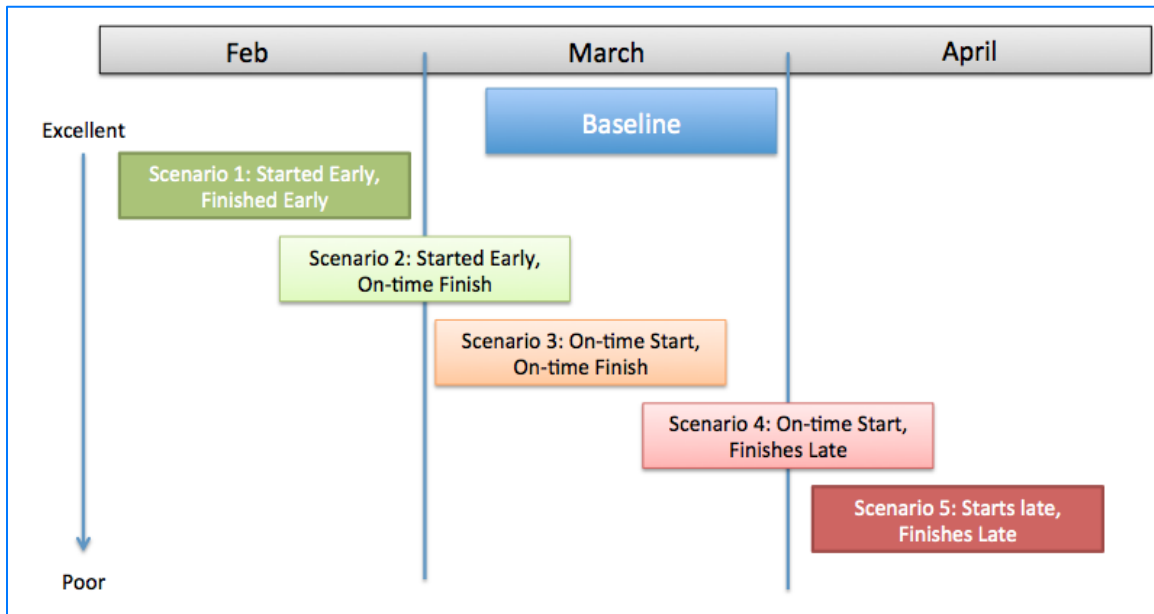 Feb March April
Baseline
Excellent
Scenario 1: Started Early,
Finished Early
Scenario 2: Started Early,
On-time Finish
Scenario 3: On-time Start,
On-time Finish
Scenario 4: On-time Start,
Finishes Late
Scenario 5: Starts late,
Finishes Late
Poor